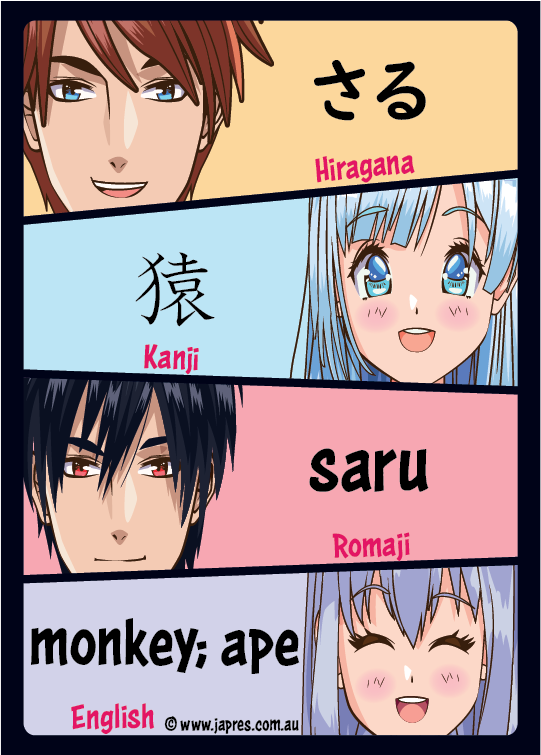 さる
Hiragana
猿
Kanji
saru
Romaji
monkey; ape
English © www.japres.com.au